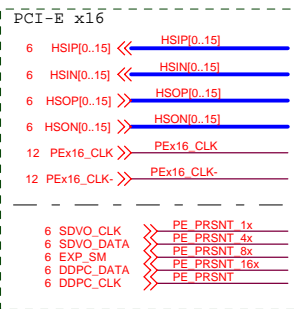 PCI-E x16
6 HSIP[0..15] HSIP[0..15]
6 HSIN[0..15] HSIN[0..15]
6 HSOP[0..15] HSOP[0..15]
6 HSON[0..15] HSON[0..15]
12 PEx16_CLK PEx16_CLK
12 PEx16_CLK- PEx16_CLK-
6 SDVO_CLK PE_PRSNT_1x
6 SDVO_DATA PE_PRSNT_4x
6 EXP_SM PE_PRSNT_8x
6 DDPC_DATA PE_PRSNT_16x
6 DDPC_CLK PE_PRSNT